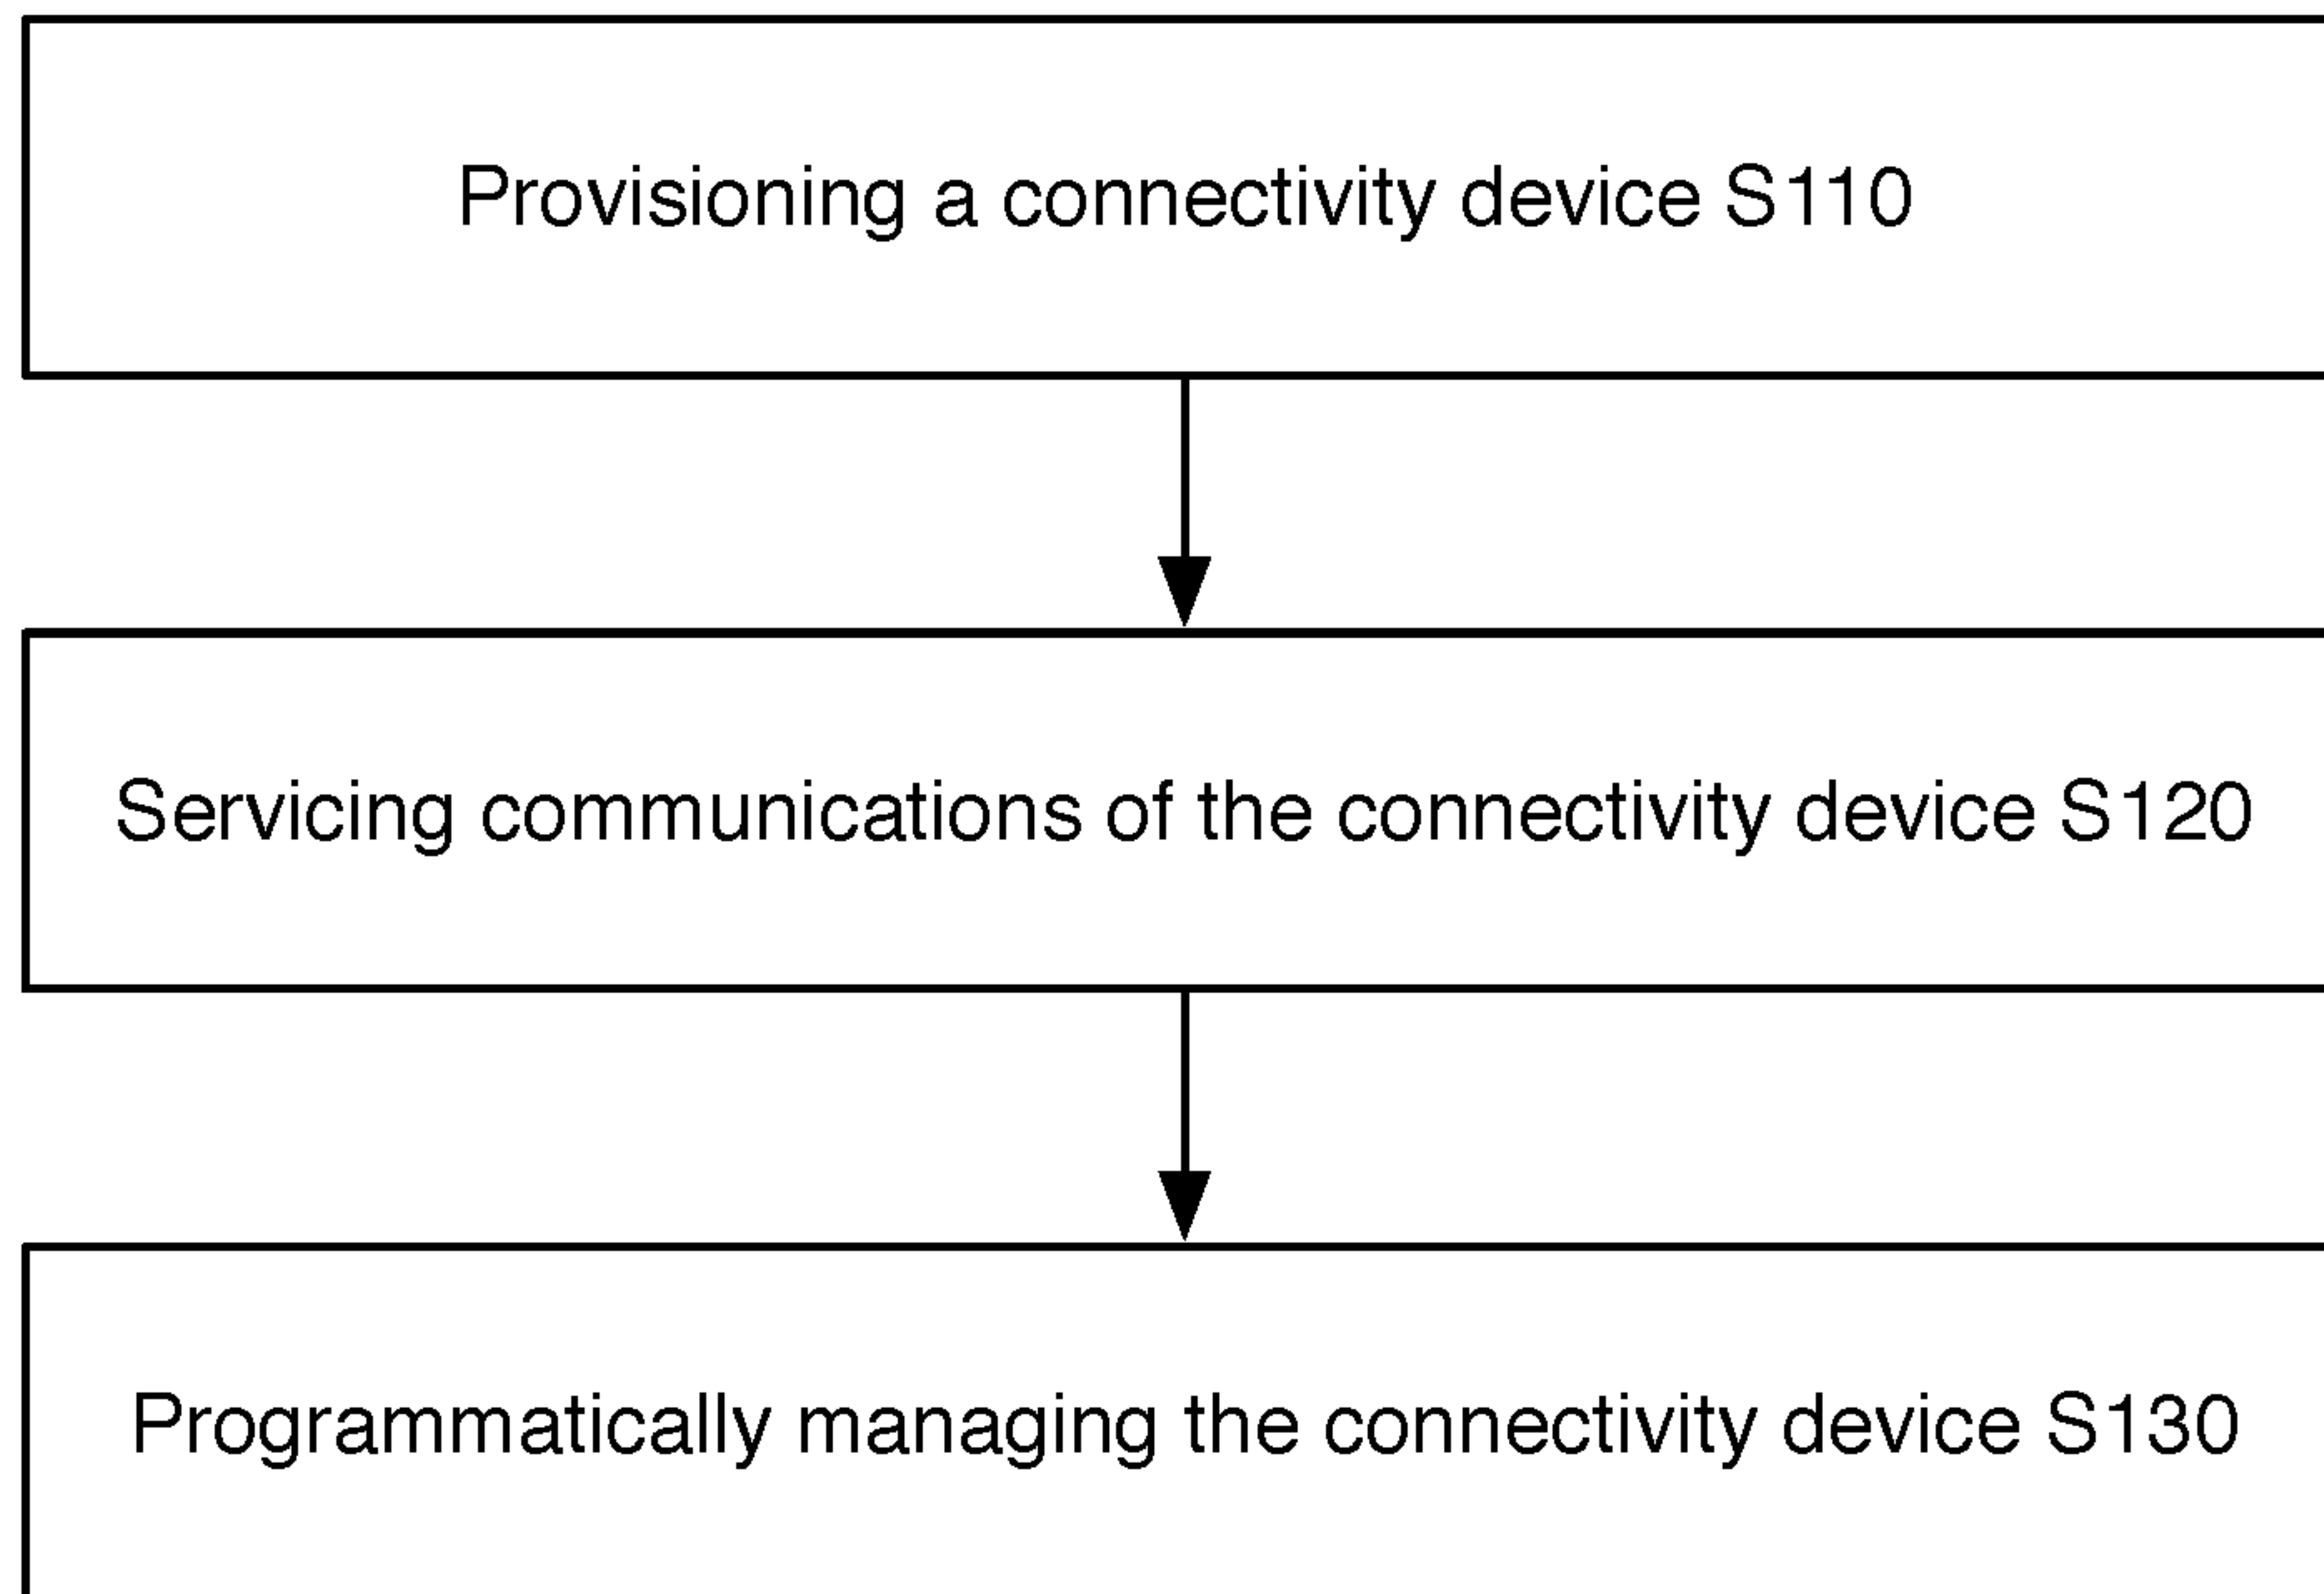 Provisioning a connectivity device S110
Servicing communications of the connectivity device S120
Programmatically managing the connectivity device S130